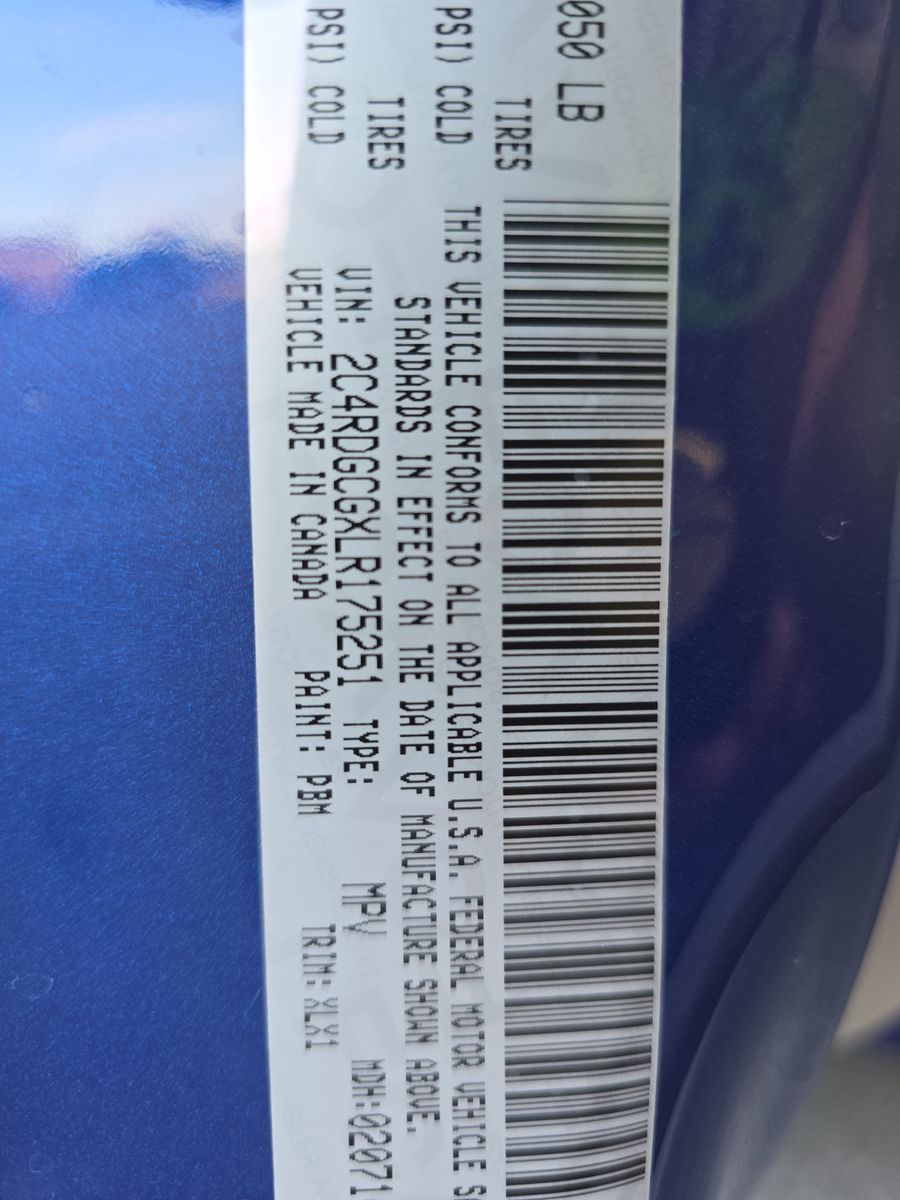 050 LB
TIRES
PSI) COLD
TIRES
PSI) COLD
THIS VEHICLE CONFORMS TO ALL APPLICABLE U.S.A. FEDERAL MOTOR VEHICLE S
STANDARDS IN EFFECT ON THE DATE OF MANUFACTURE SHOWN ABOVE.
VIN: 2C4RDGCGXLR175251 TYPE: MPV MDH:02071
VEHICLE MADE IN CANADA PAINT: PBM TRIM: XLX1